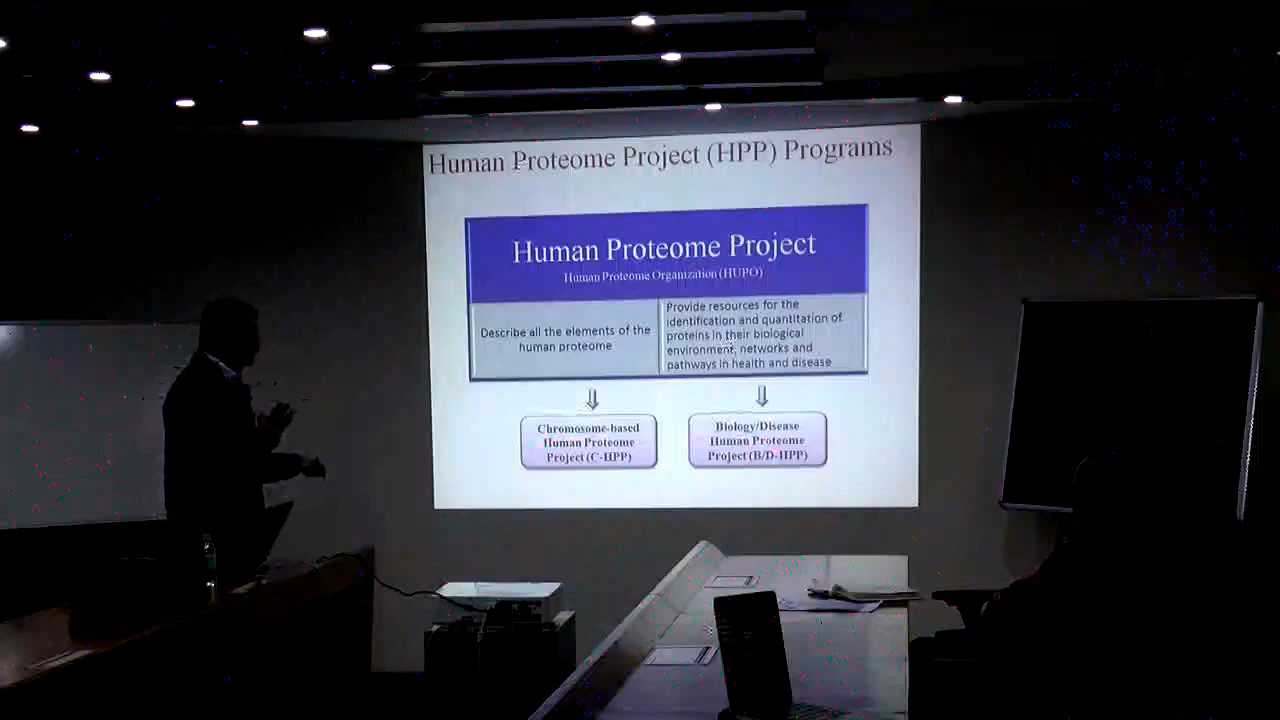 Human Proteome Project (HPP) Programs
Human Proteome Project
Human Proteome Organization (HUPO)
Describe all the elements of the
human proteome
Provide resources for the
identification and quantitation of
proteins in their biological
environment, networks and
pathways in health and disease
Chromosome-based
Human Proteome
Project (C-HPP)
Biology/Disease
Human Proteome
Project (B/D-HPP)